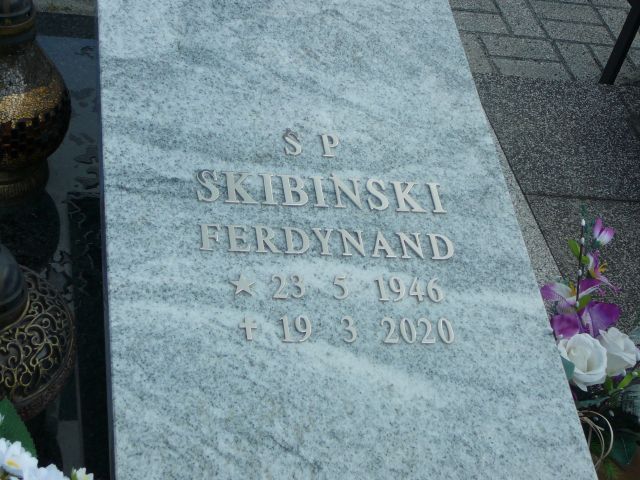 Ś P
SKIBIŃSKI
FERDYNAND
★ 23 5 1946
✝ 19 3 2020